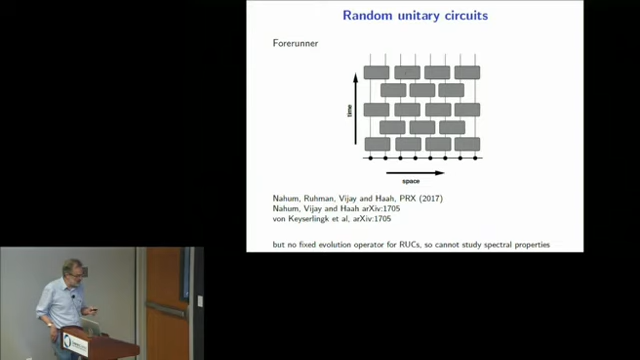 Random unitary circuits
Forerunner
time
space
Nahum, Ruhman, Vijay and Haah, PRX (2017)
Nahum, Vijay and Haah arXiv:1705
von Keyserlingk et al, arXiv:1705
but no fixed evolution operator for RUCs, so cannot study spectral properties